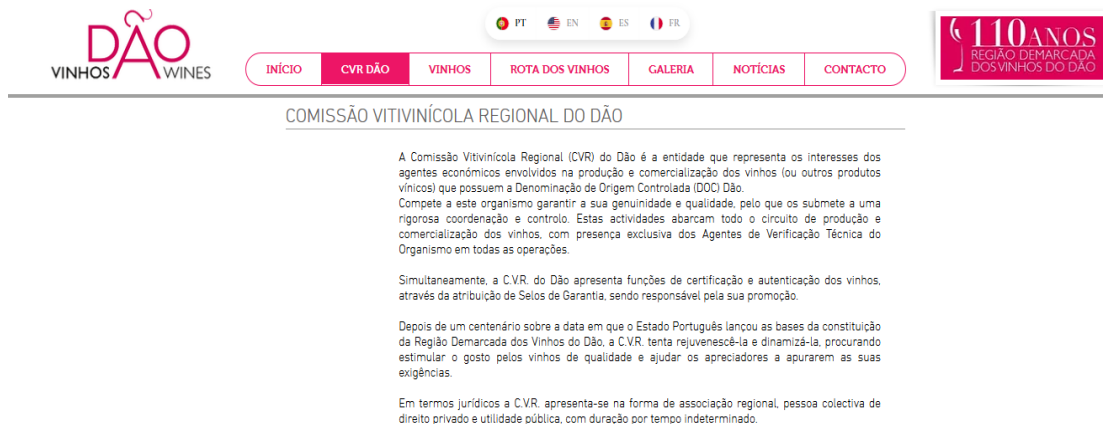 DÃO
VINHOS WINES
PT EN ES FR
INÍCIO CVR DÃO VINHOS ROTA DOS VINHOS GALERIA NOTÍCIAS CONTACTO
110 ANOS
REGIÃO DEMARCADA
DOS VINHOS DO DÃO
COMISSÃO VITIVINÍCOLA REGIONAL DO DÃO
A Comissão Vitivinícola Regional (CVR) do Dão é a entidade que representa os interesses dos
agentes económicos envolvidos na produção e comercialização dos vinhos (ou outros produtos
vínicos) que possuem a Denominação de Origem Controlada (DOC) Dão.
Compete a este organismo garantir a sua genuinidade e qualidade, pelo que os submete a uma
rigorosa coordenação e controlo. Estas actividades abarcam todo o circuito de produção e
comercialização dos vinhos, com presença exclusiva dos Agentes de Verificação Técnica do
Organismo em todas as operações.
Simultaneamente, a C.V.R. do Dão apresenta funções de certificação e autenticação dos vinhos,
através da atribuição de Selos de Garantia, sendo responsável pela sua promoção.
Depois de um centenário sobre a data em que o Estado Português lançou as bases da constituição
da Região Demarcada dos Vinhos do Dão, a C.V.R. tenta rejuvenescê-la e dinamizá-la, procurando
estimular o gosto pelos vinhos de qualidade e ajudar os apreciadores a apurarem as suas
exigências.
Em termos jurídicos a C.V.R. apresenta-se na forma de associação regional, pessoa colectiva de
direito privado e utilidade pública, com duração por tempo indeterminado.